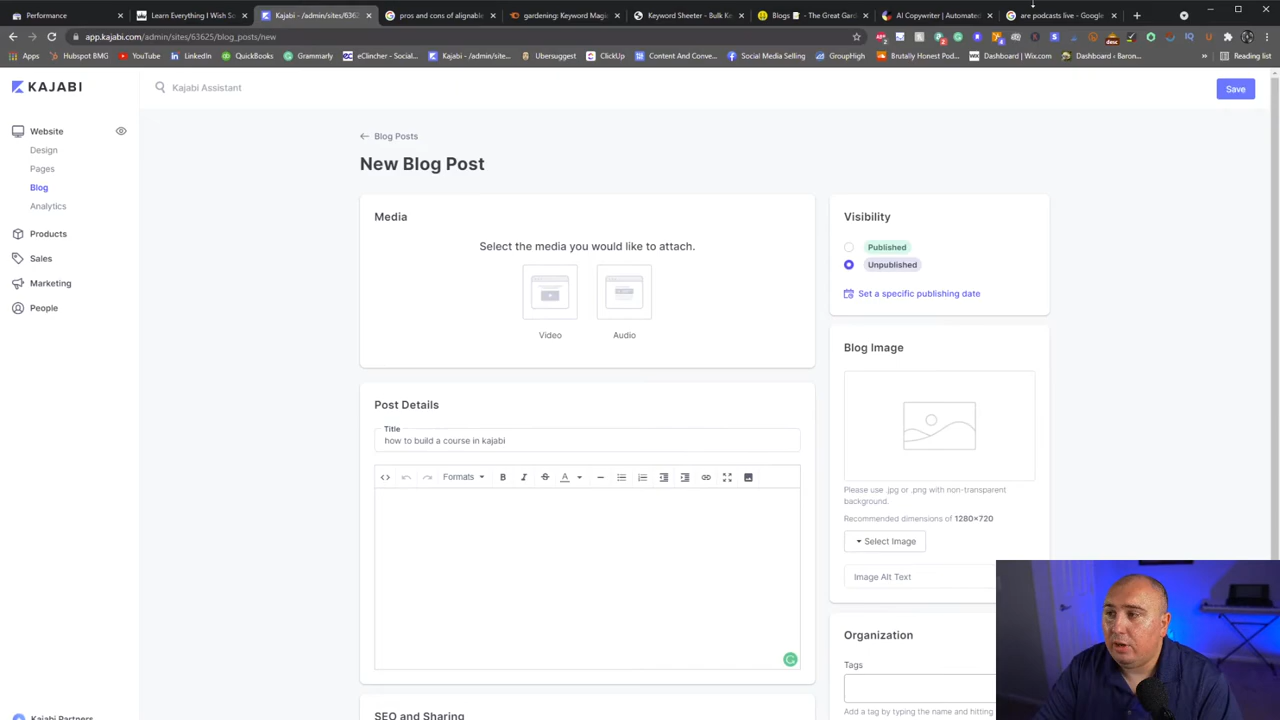 Performance
Learn Everything I Wish So
Kajabi - /admin/sites/6362
pros and cons of alignable
gardening: Keyword Magic
Keyword Sheeter - Bulk Ke
Blogs - The Great Gard
AI Copywriter | Automated
are podcasts live - Google
app.kajabi.com/admin/sites/63625/blog_posts/new
Apps
Hubspot BMG
YouTube
LinkedIn
QuickBooks
Grammarly
eClincher - Social...
Kajabi - /admin/site...
Ubersuggest
ClickUp
Content And Conve...
Social Media Selling
GroupHigh
Brutally Honest Pod...
Dashboard | Wix.com
Dashboard ‹ Baron...
»
Reading list
KAJABI
Kajabi Assistant
Save
Website
Design
Pages
Blog
Analytics
Products
Sales
Marketing
People
Kajabi Partners
← Blog Posts
New Blog Post
Media
Select the media you would like to attach.
Video
Audio
Post Details
Title
how to build a course in kajabi
Formats
B
I
S
A
SEO and Sharing
Visibility
Published
Unpublished
Set a specific publishing date
Blog Image
Please use .jpg or .png with non-transparent
background.
Recommended dimensions of 1280×720
Select Image
Image Alt Text
Organization
Tags
Add a tag by typing the name and hitting